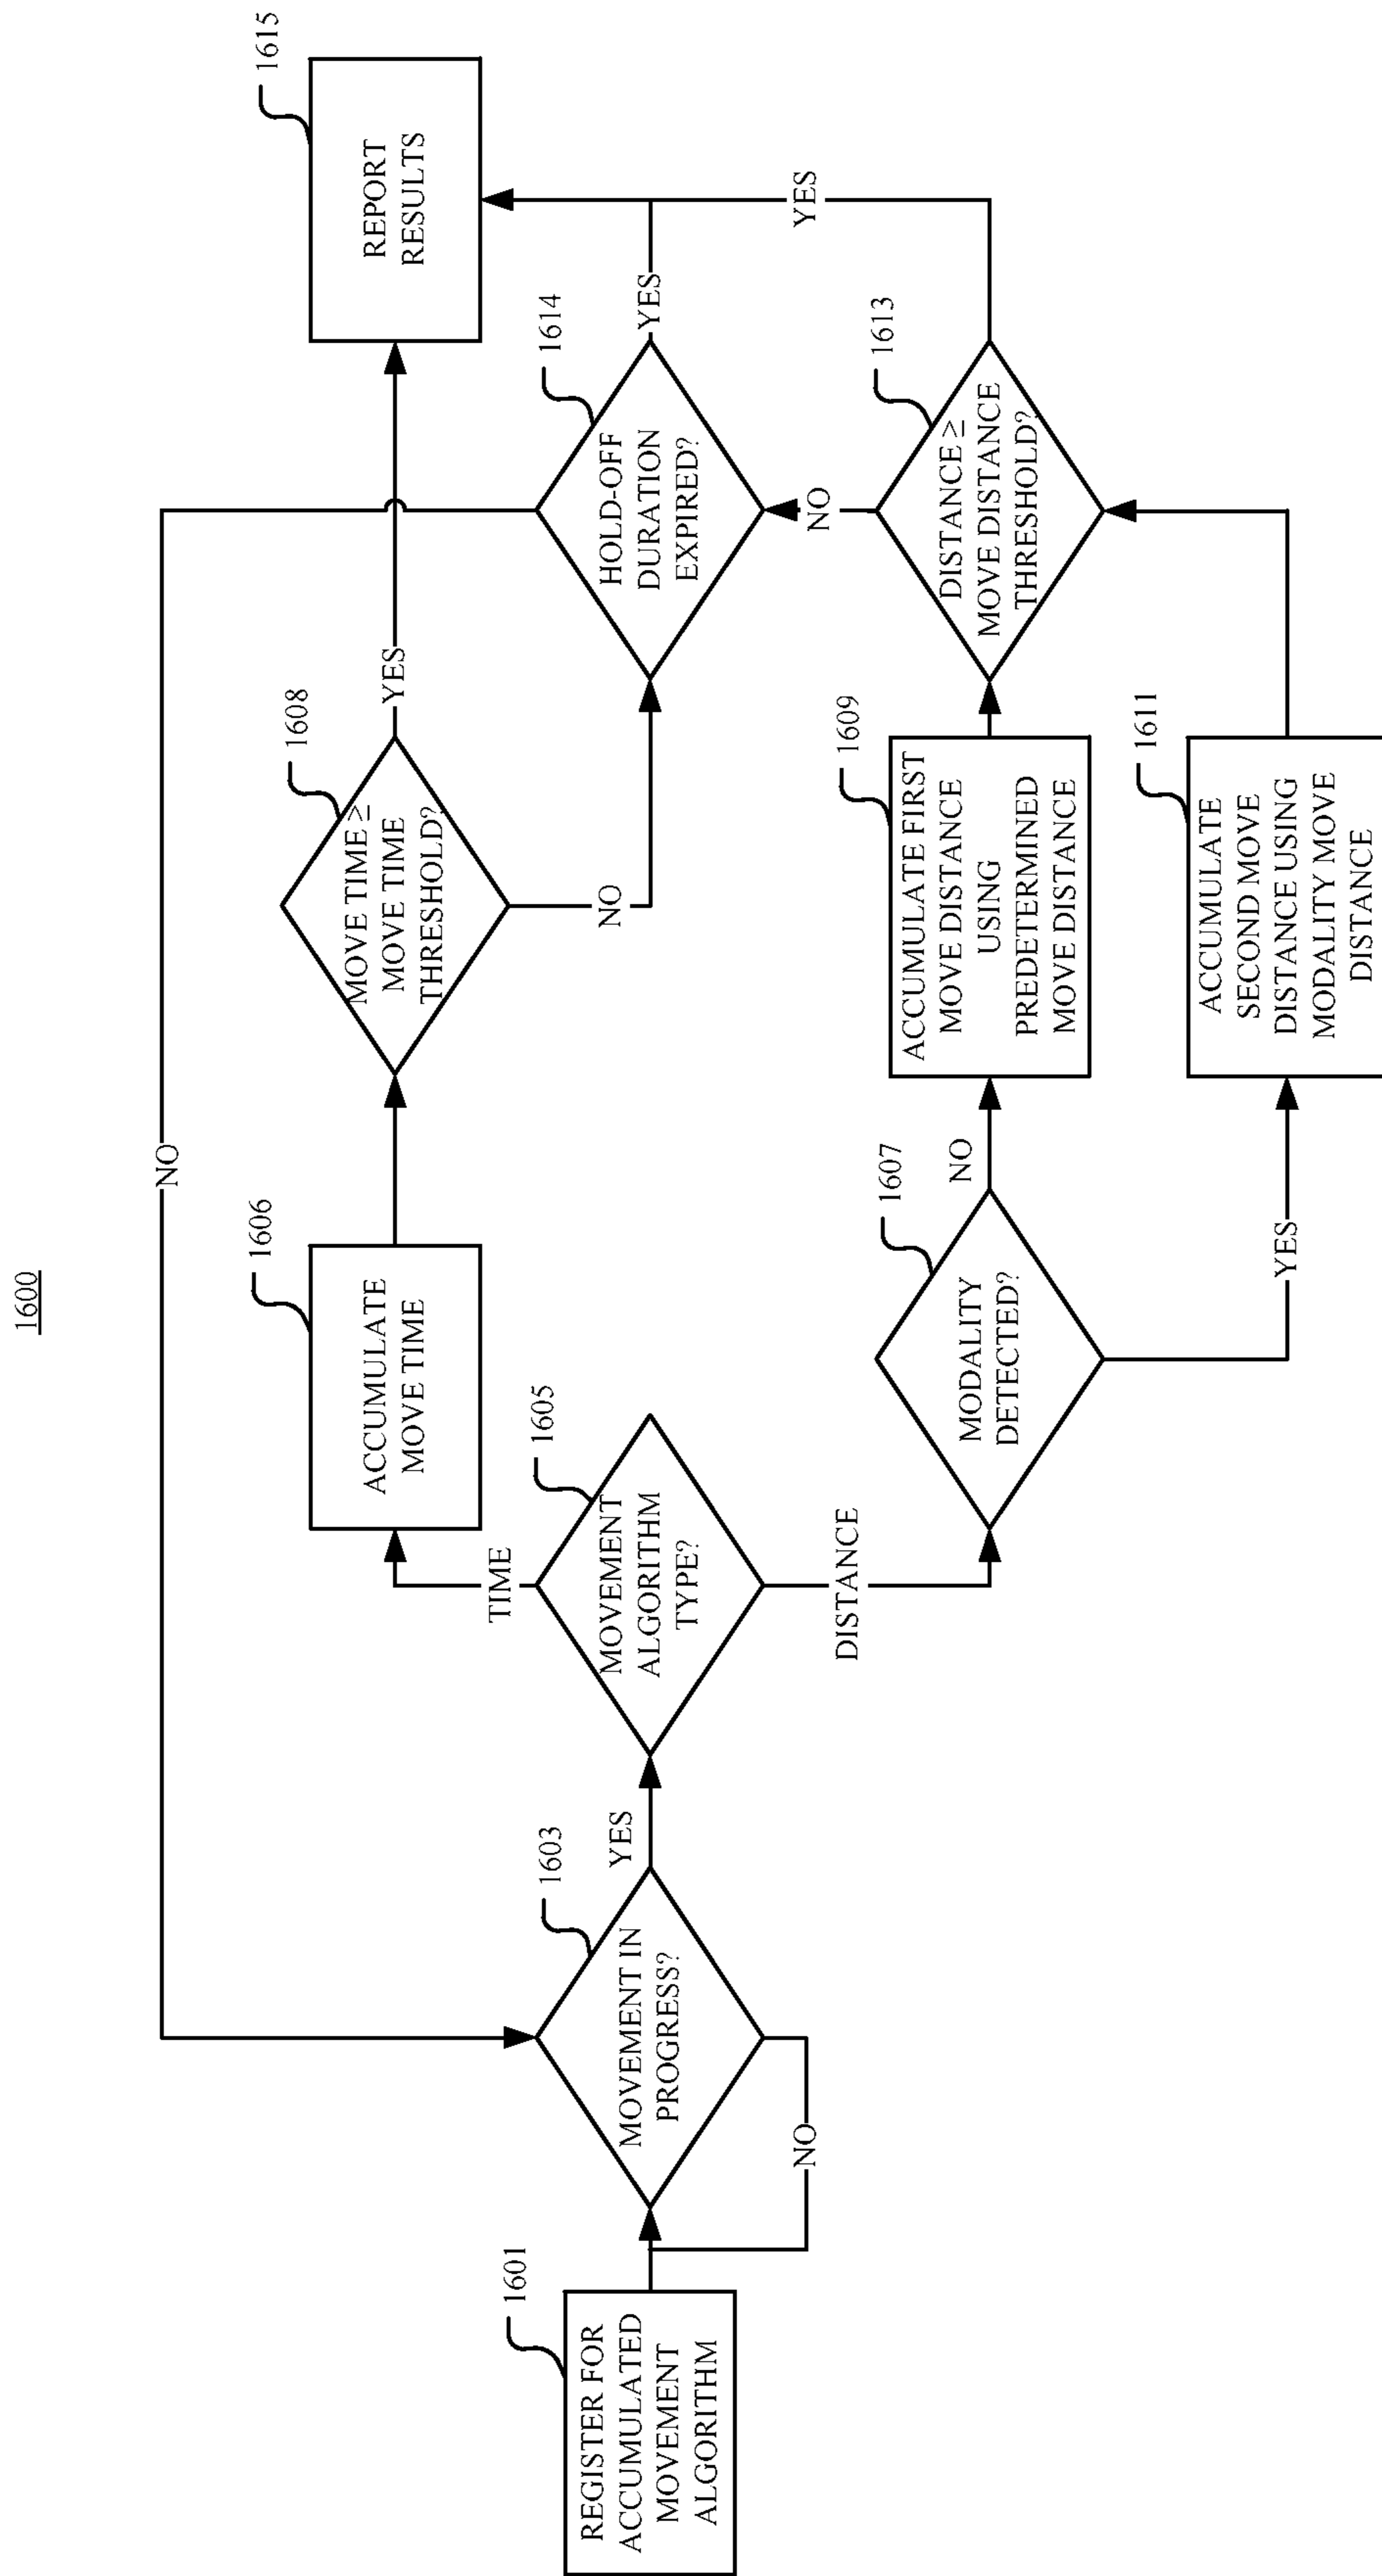 1600
1601
REGISTER FOR
ACCUMULATED
MOVEMENT
ALGORITHM
1603
MOVEMENT IN
PROGRESS?
NO
YES
1605
MOVEMENT
ALGORITHM
TYPE?
TIME
DISTANCE
1606
ACCUMULATE
MOVE TIME
1607
MODALITY
DETECTED?
NO
YES
1608
MOVE TIME ≥
MOVE TIME
THRESHOLD?
YES
NO
1609
ACCUMULATE FIRST
MOVE DISTANCE
USING
PREDETERMINED
MOVE DISTANCE
1611
ACCUMULATE
SECOND MOVE
DISTANCE USING
MODALITY MOVE
DISTANCE
1613
DISTANCE ≥
MOVE DISTANCE
THRESHOLD?
NO
YES
1614
HOLD-OFF
DURATION
EXPIRED?
YES
NO
1615
REPORT
RESULTS